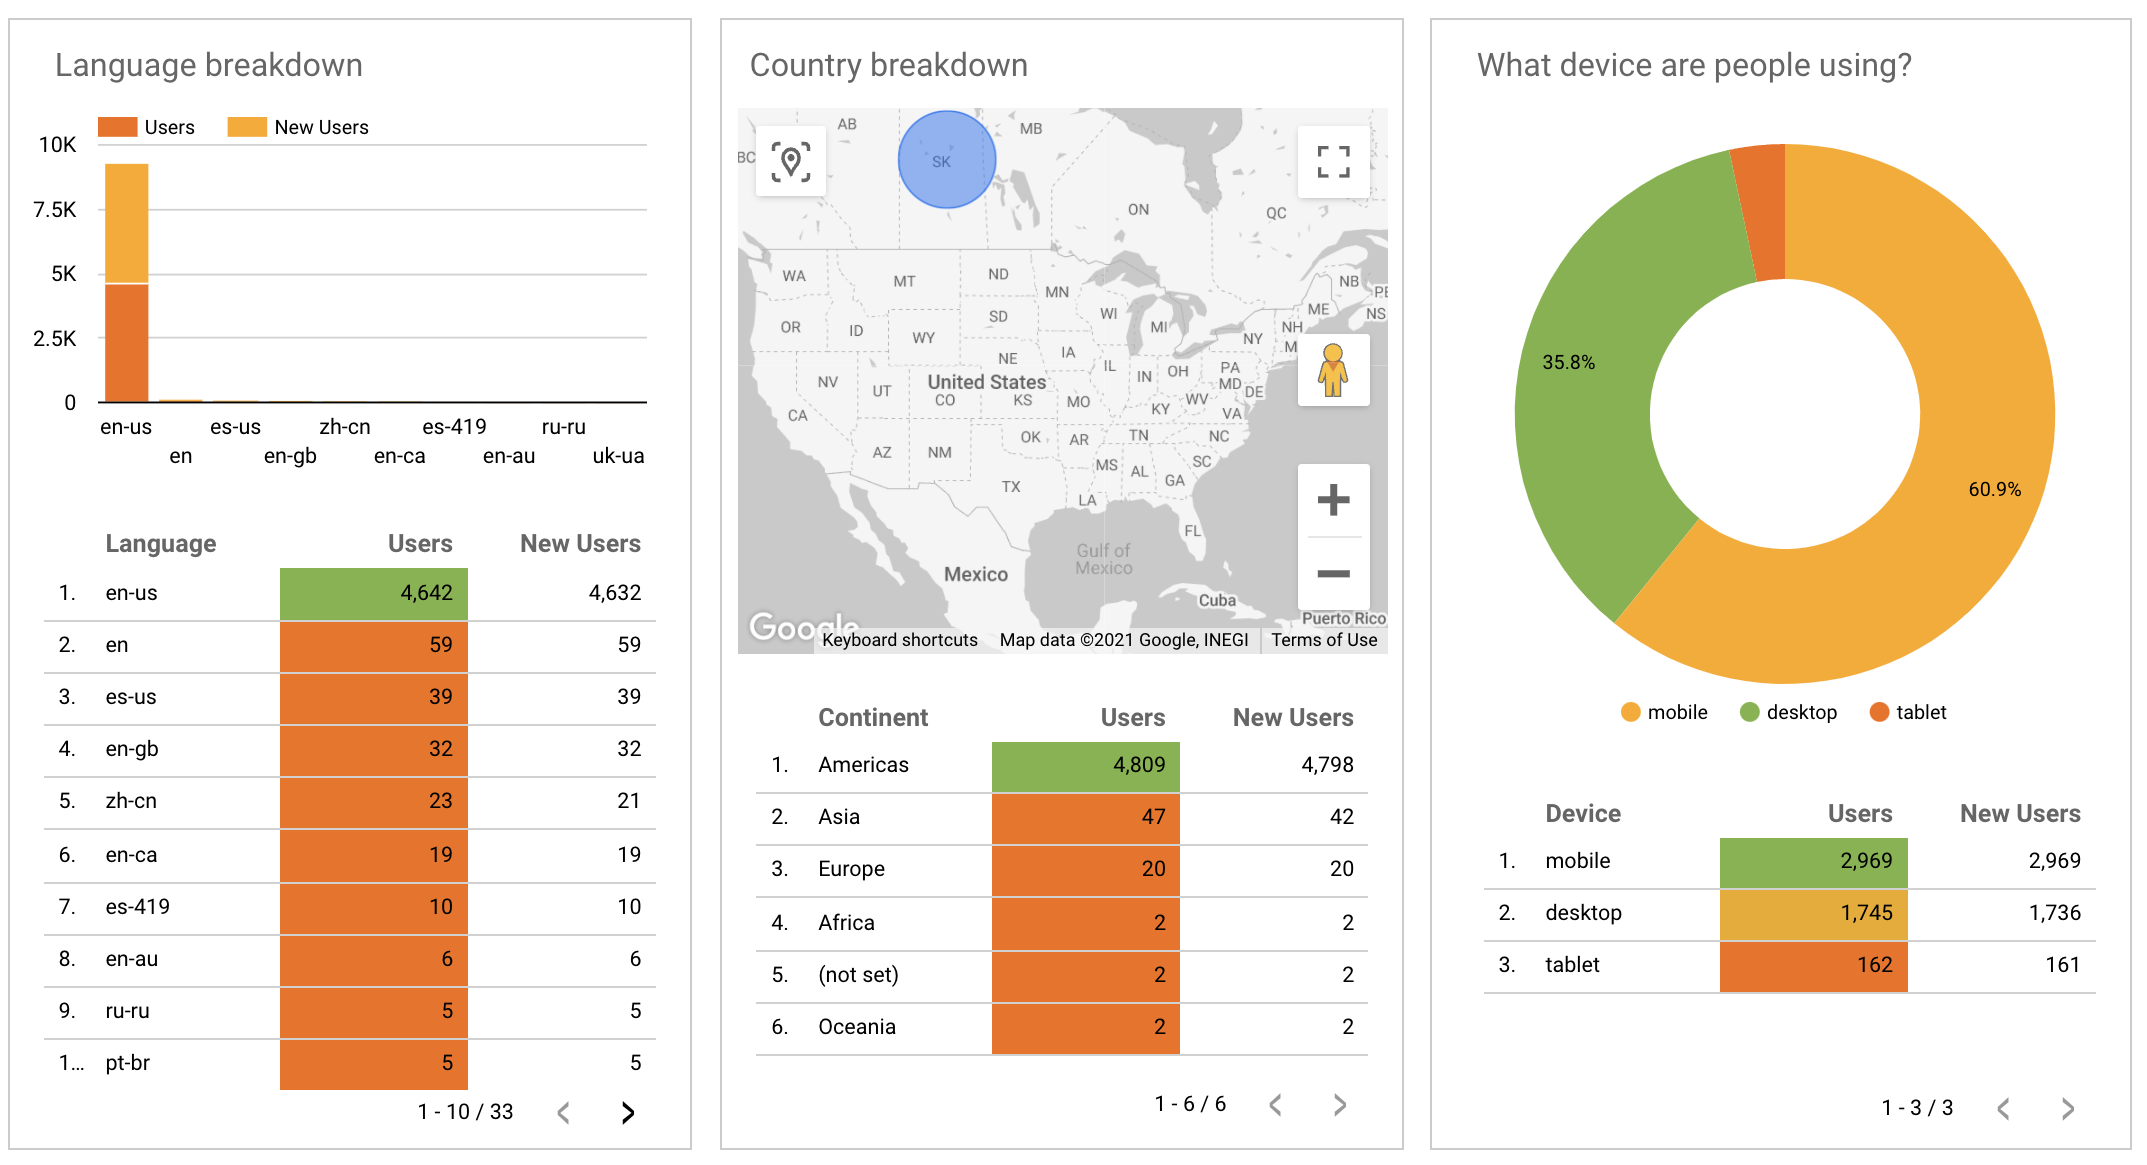 Language breakdown
Users New Users
10K
7.5K
5K
2.5K
0
en-us es-us zh-cn es-419 ru-ru
en en-gb en-ca en-au uk-ua
Language Users New Users
1. en-us 4,642 4,632
2. en 59 59
3. es-us 39 39
4. en-gb 32 32
5. zh-cn 23 21
6. en-ca 19 19
7. es-419 10 10
8. en-au 6 6
9. ru-ru 5 5
1... pt-br 5 5
1 - 10 / 33
Country breakdown
AB MB
BC SK
ON QC
WA MT ND MN NB PE
OR ID WY SD WI MI ME NS
NY NH M
NV UT NE IA IL IN OH PA
United States MD DE
CA CO KS MO KY WV VA
AZ NM OK AR TN NC
TX MS AL GA SC
LA FL
Gulf of
Mexico
Mexico
Cuba
Puerto Rico
Google
Keyboard shortcuts Map data ©2021 Google, INEGI Terms of Use
Continent Users New Users
1. Americas 4,809 4,798
2. Asia 47 42
3. Europe 20 20
4. Africa 2 2
5. (not set) 2 2
6. Oceania 2 2
1 - 6 / 6
What device are people using?
35.8%
60.9%
mobile desktop tablet
Device Users New Users
1. mobile 2,969 2,969
2. desktop 1,745 1,736
3. tablet 162 161
1 - 3 / 3